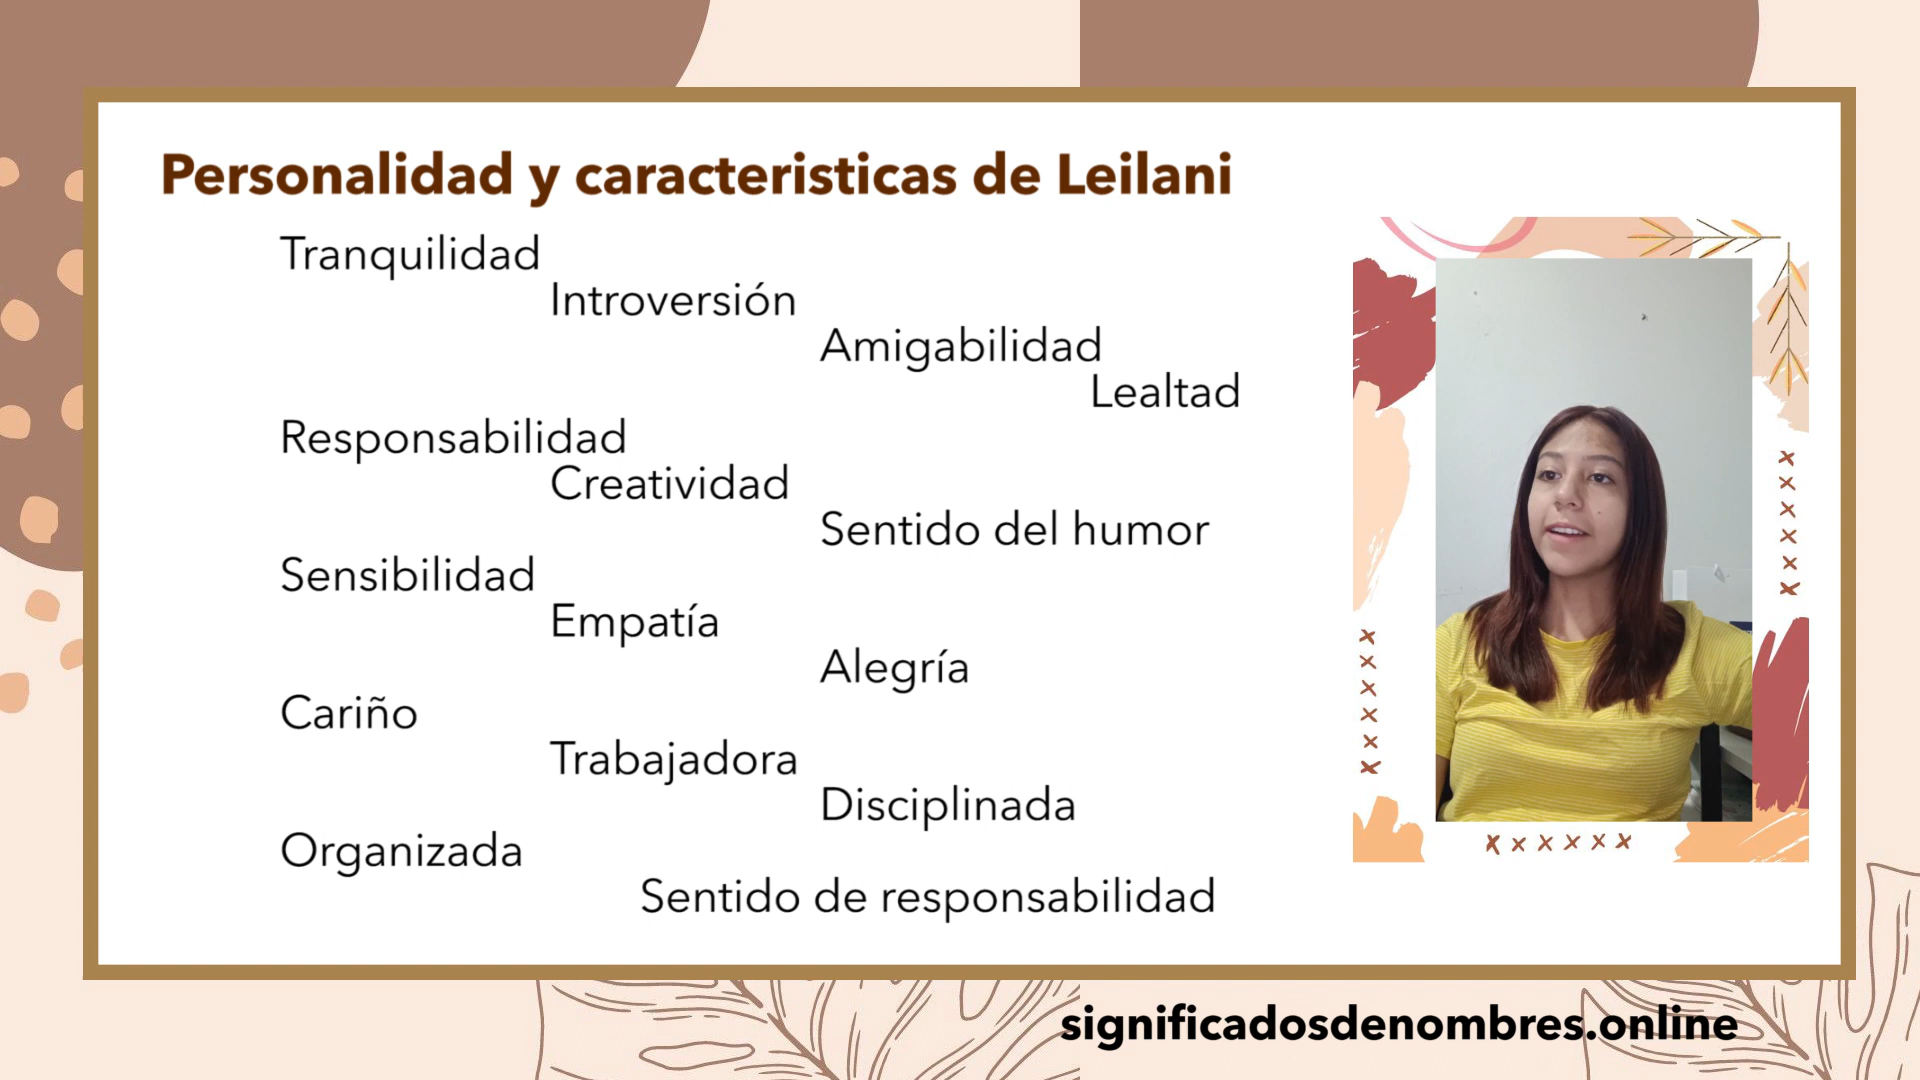 Personalidad y caracteristicas de Leilani
Tranquilidad
Introversión
Amigabilidad
Lealtad
Responsabilidad
Creatividad
Sentido del humor
Sensibilidad
Empatía
Alegría
Cariño
Trabajadora
Disciplinada
Organizada
Sentido de responsabilidad
significadosdenombres.online